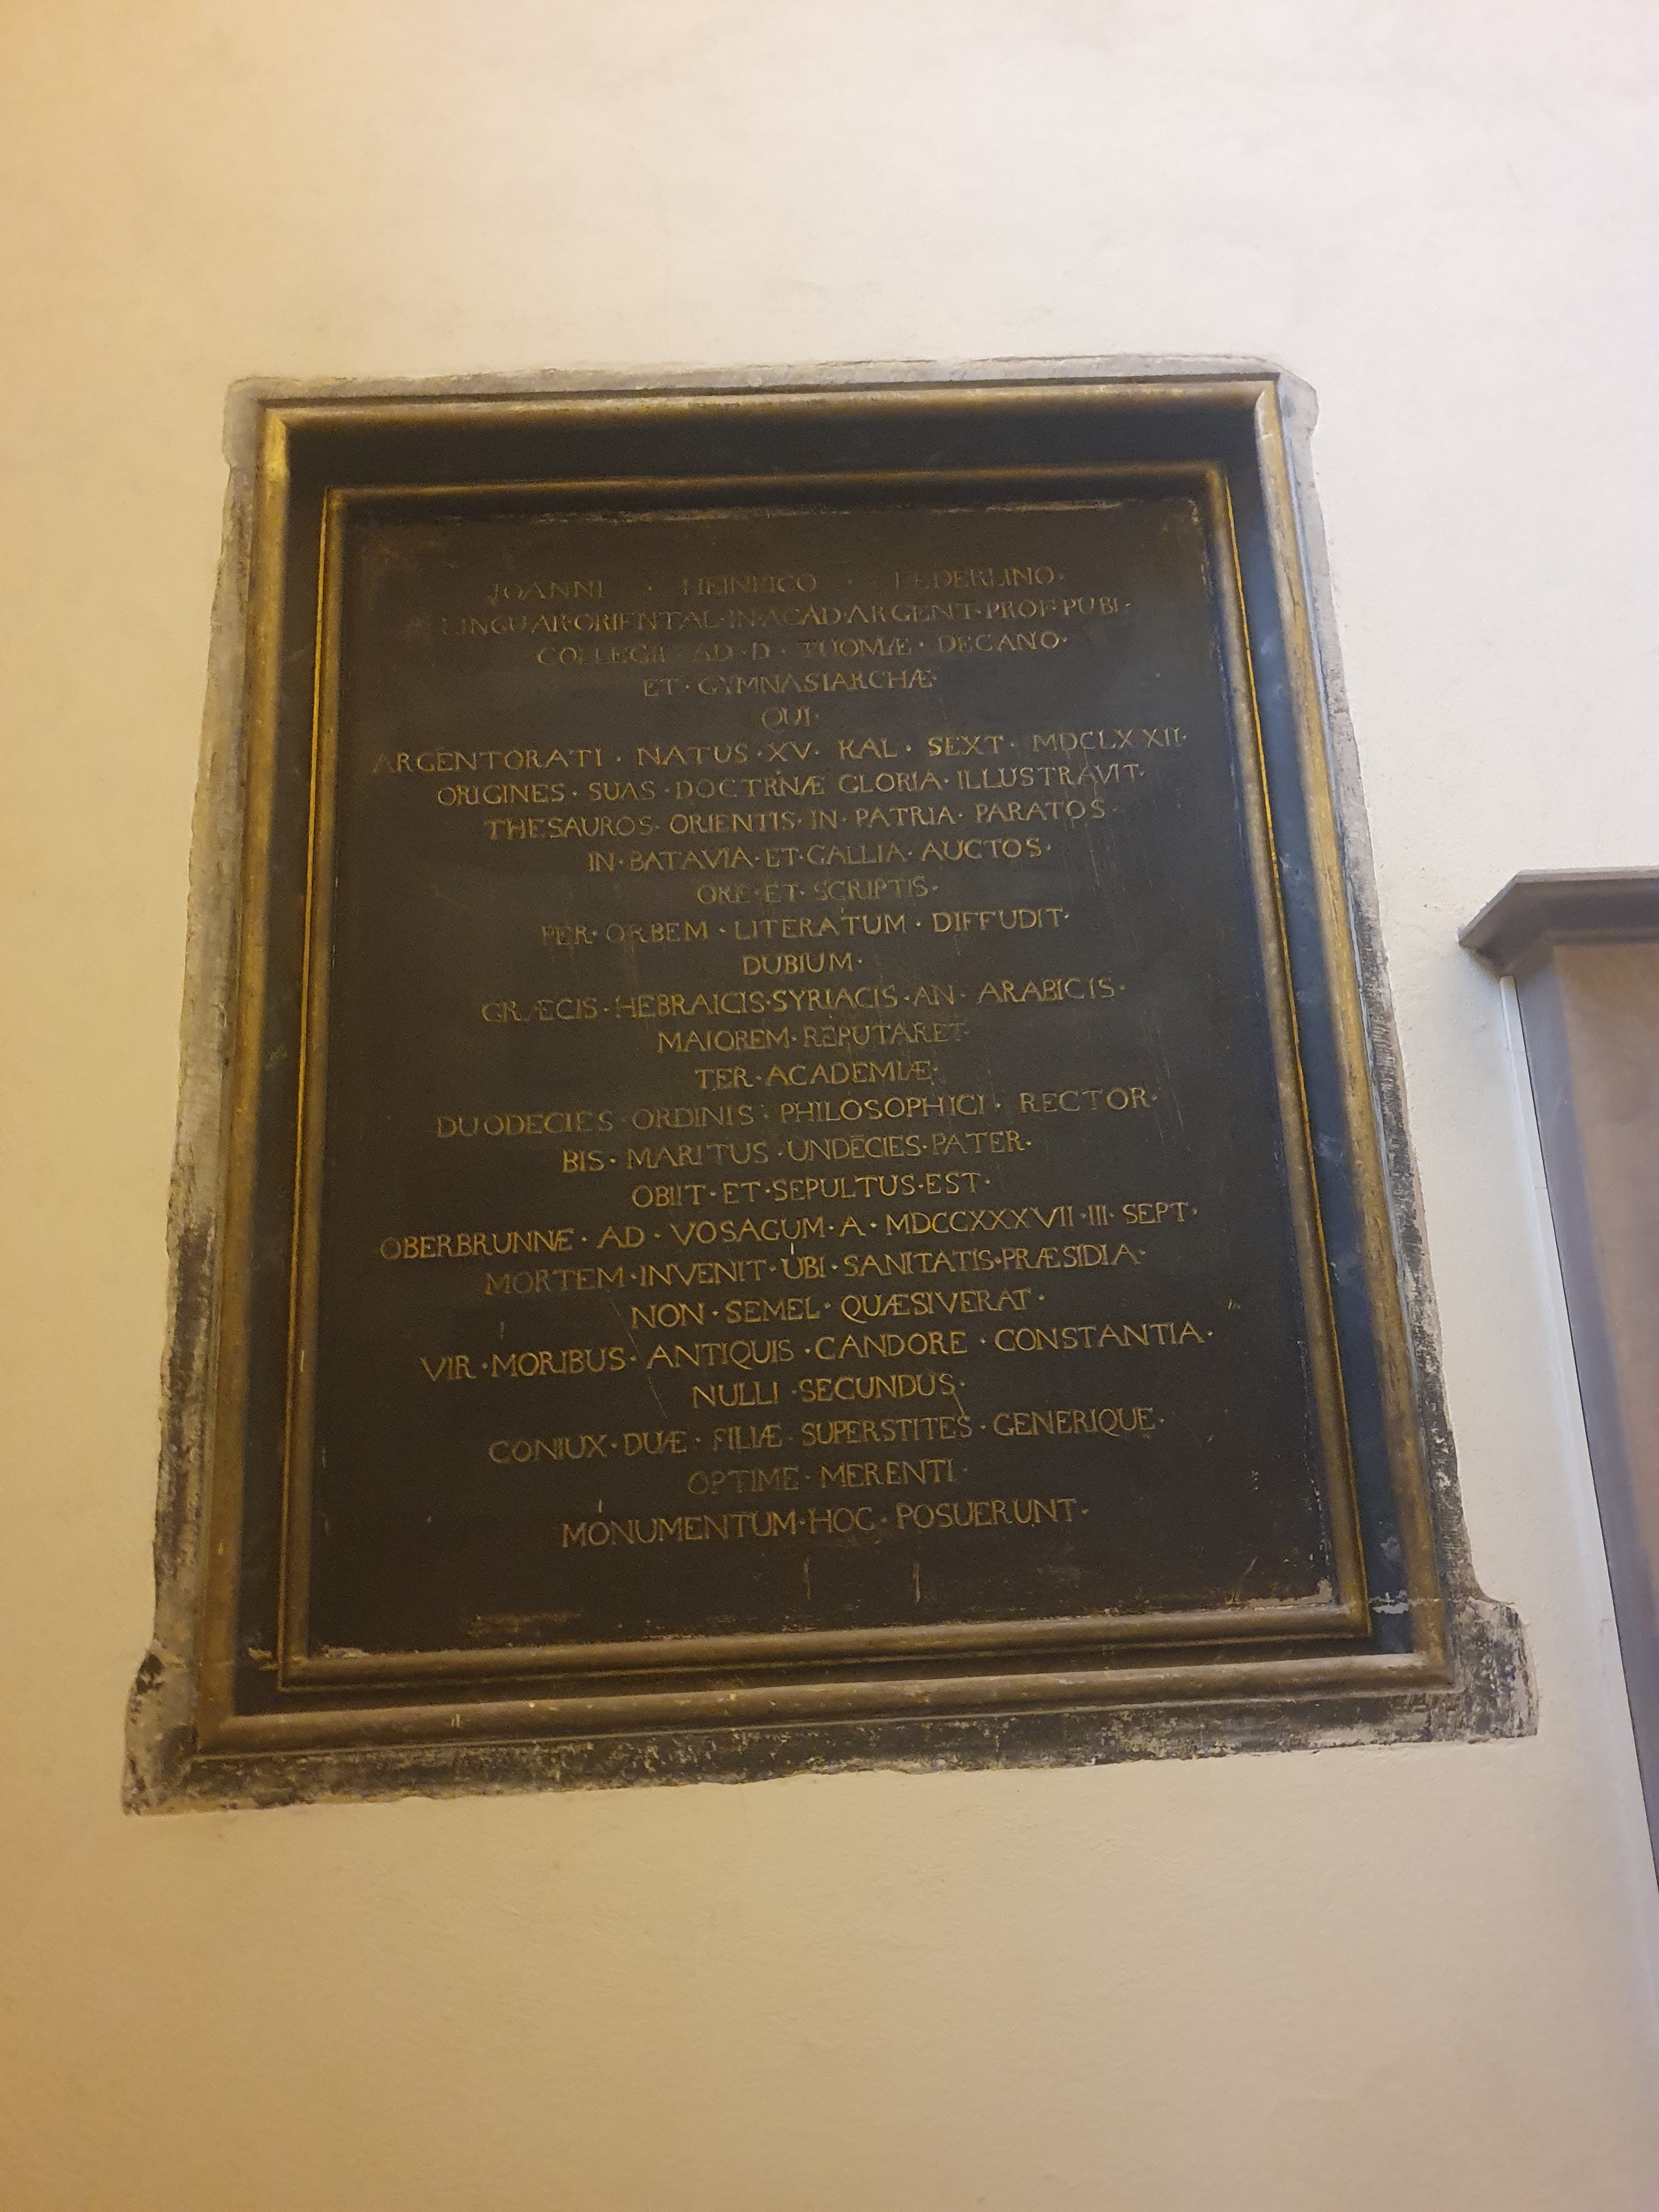 JOANNI · HEINRICO · LEDERLINO·
LINGUAR·ORIENTAL·IN·ACAD·ARGENT·PROF·PUBL·
COLLEGII · AD·D · THOMÆ · DECANO·
ET · GYMNASIARCHÆ·
QUI·
ARGENTORATI · NATUS · XV · KAL · SEXT · MDCLXXII·
ORIGINES · SUAS · DOCTRINÆ GLORIA · ILLUSTRAVIT·
THESAUROS · ORIENTIS · IN · PATRIA · PARATOS ·
IN · BATAVIA · ET · GALLIA · AUCTOS ·
ORE · ET · SCRIPTIS ·
PER · ORBEM · LITERATUM · DIFFUDIT·
DUBIUM ·
GRÆCIS · HEBRAICIS · SYRIACIS · AN · ARABICIS ·
MAIOREM · REPUTARET·
TER · ACADEMIÆ·
DUODECIES · ORDINIS · PHILOSOPHICI · RECTOR·
BIS · MARITUS · UNDECIES · PATER·
OBIIT · ET · SEPULTUS · EST·
OBERBRUNNÆ · AD · VOSAGUM · A · MDCCXXXVII · III · SEPT·
MORTEM · INVENIT · UBI · SANITATIS · PRÆSIDIA·
NON · SEMEL · QUÆSIVERAT ·
VIR · MORIBUS · ANTIQUIS · CANDORE · CONSTANTIA·
NULLI · SECUNDUS·
CONIUX · DUÆ · FILIÆ · SUPERSTITES · GENERIQUE·
OPTIME · MERENTI ·
MONUMENTUM · HOC · POSUERUNT·